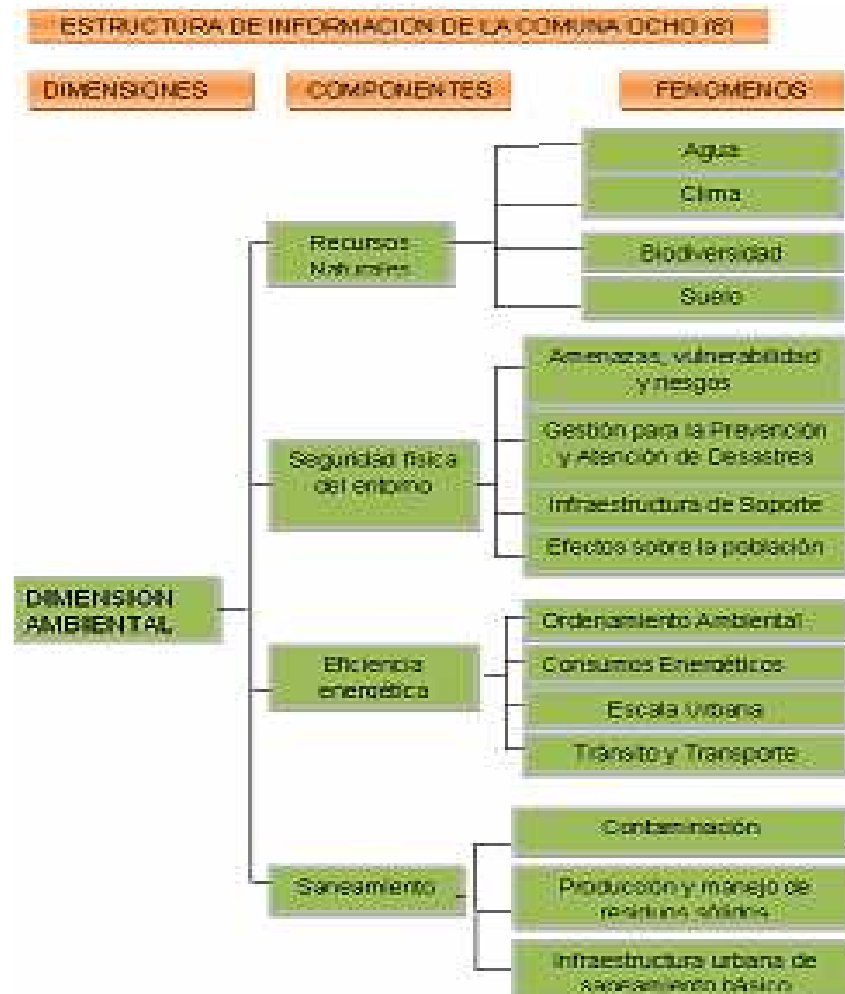 ESTRUCTURA DE INFORMACION DE LA COMUNA OCHO (8)
DIMENSIONES
COMPONENTES
FENOMENOS
Agua
Clima
Recursos
Naturales
Biodiversidad
Suelo
Amenazas, vulnerabilidad
y riesgos
Gestión para la Prevención
y Atención de Desastres
Seguridad física
del entorno
Infraestructura de Soporte
Efectos sobre la población
DIMENSION
AMBIENTAL
Ordenamiento Ambiental
Eficiencia
energética
Consumos Energéticos
Escala Urbana
Tránsito y Transporte
Contaminación
Saneamiento
Producción y manejo de
residuos sólidos
Infraestructura urbana de
saneamiento básico